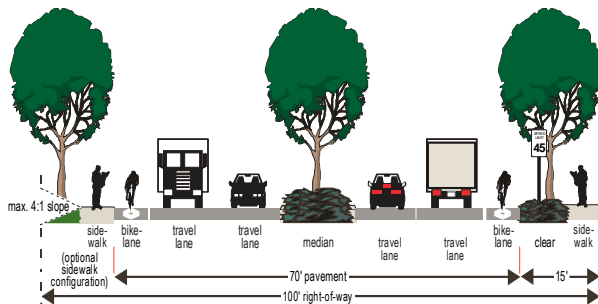 SPEED
LIMIT
45
max. 4:1 slope
side-
walk
bike-
lane
travel
lane
travel
lane
median
travel
lane
travel
lane
bike-
lane
clear
side-
walk
(optional
sidewalk
configuration)
70' pavement
15'
100' right-of-way